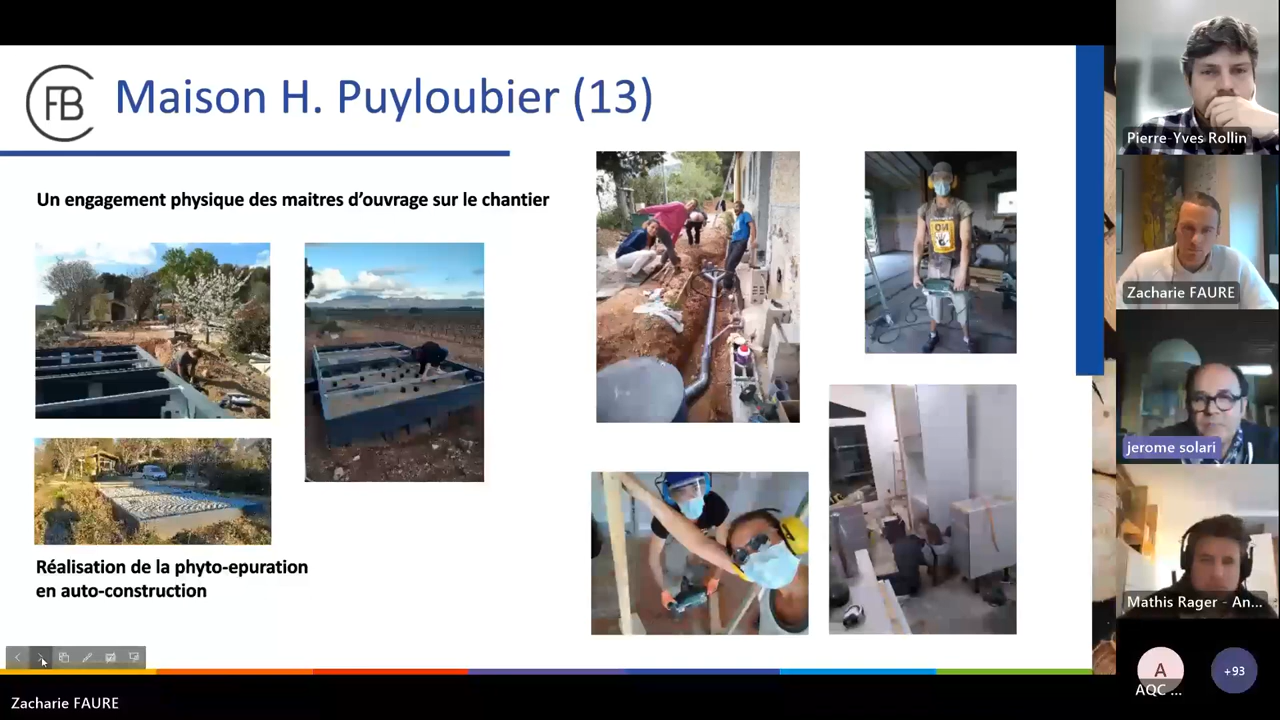 FB
Maison H. Puyloubier (13)
Un engagement physique des maitres d’ouvrage sur le chantier
Réalisation de la phyto-epuration
en auto-construction
Pierre-Yves Rollin
Zacharie FAURE
jerome solari
Mathis Rager - An...
A
AQC ...
+93
Zacharie FAURE